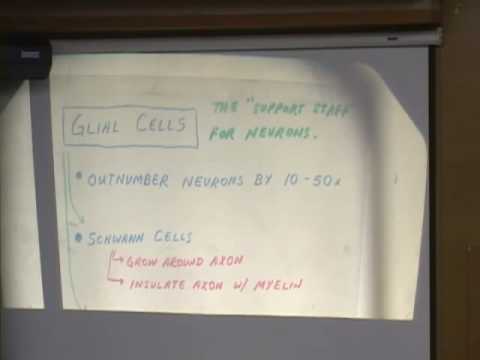 GLIAL CELLS
THE "SUPPORT STAFF
FOR NEURONS.
• OUTNUMBER NEURONS BY 10-50x
• SCHWANN CELLS
→ GROW AROUND AXON
→ INSULATE AXON W/ MYELIN